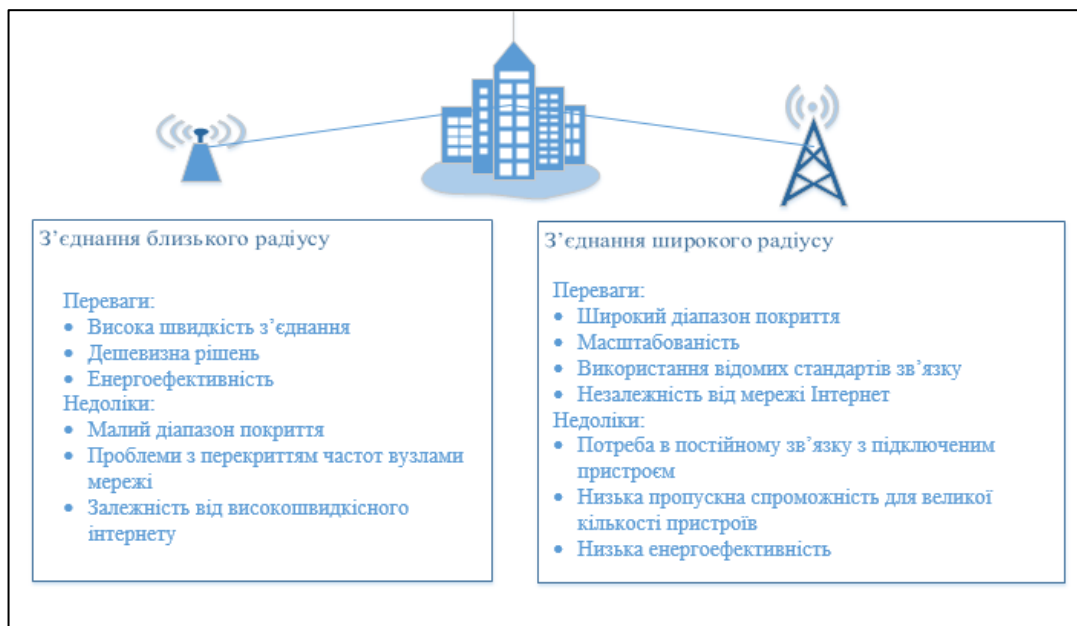 З’єднання близького радіусу
Переваги:
• Висока швидкість з’єднання
• Дешевизна рішень
• Енергоефективність
Недоліки:
• Малий діапазон покриття
• Проблеми з перекриттям частот вузлами
мережі
• Залежність від високошвидкісного
інтернету
З’єднання широкого радіусу
Переваги:
• Широкий діапазон покриття
• Масштабованість
• Використання відомих стандартів зв’язку
• Незалежність від мережі Інтернет
Недоліки:
• Потреба в постійному зв’язку з підключеним
пристроєм
• Низька пропускна спроможність для великої
кількості пристроїв
• Низька енергоефективність